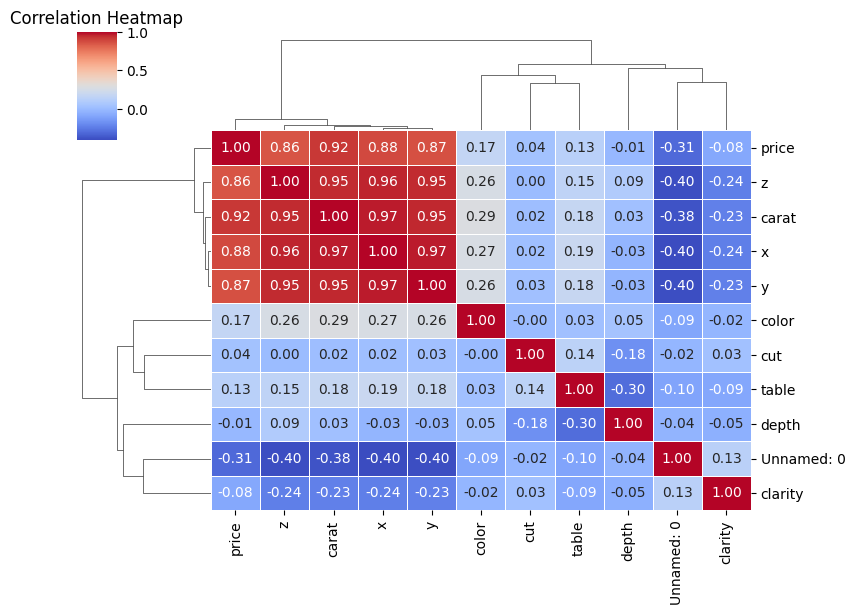 Correlation Heatmap
1.0
0.5
0.0
1.00 0.86 0.92 0.88 0.87 0.17 0.04 0.13 -0.01 -0.31 -0.08 price
0.86 1.00 0.95 0.96 0.95 0.26 0.00 0.15 0.09 -0.40 -0.24 z
0.92 0.95 1.00 0.97 0.95 0.29 0.02 0.18 0.03 -0.38 -0.23 carat
0.88 0.96 0.97 1.00 0.97 0.27 0.02 0.19 -0.03 -0.40 -0.24 x
0.87 0.95 0.95 0.97 1.00 0.26 0.03 0.18 -0.03 -0.40 -0.23 y
0.17 0.26 0.29 0.27 0.26 1.00 -0.00 0.03 0.05 -0.09 -0.02 color
0.04 0.00 0.02 0.02 0.03 -0.00 1.00 0.14 -0.18 -0.02 0.03 cut
0.13 0.15 0.18 0.19 0.18 0.03 0.14 1.00 -0.30 -0.10 -0.09 table
-0.01 0.09 0.03 -0.03 -0.03 0.05 -0.18 -0.30 1.00 -0.04 -0.05 depth
-0.31 -0.40 -0.38 -0.40 -0.40 -0.09 -0.02 -0.10 -0.04 1.00 0.13 Unnamed: 0
-0.08 -0.24 -0.23 -0.24 -0.23 -0.02 0.03 -0.09 -0.05 0.13 1.00 clarity
price z carat x y color cut table depth Unnamed: 0 clarity